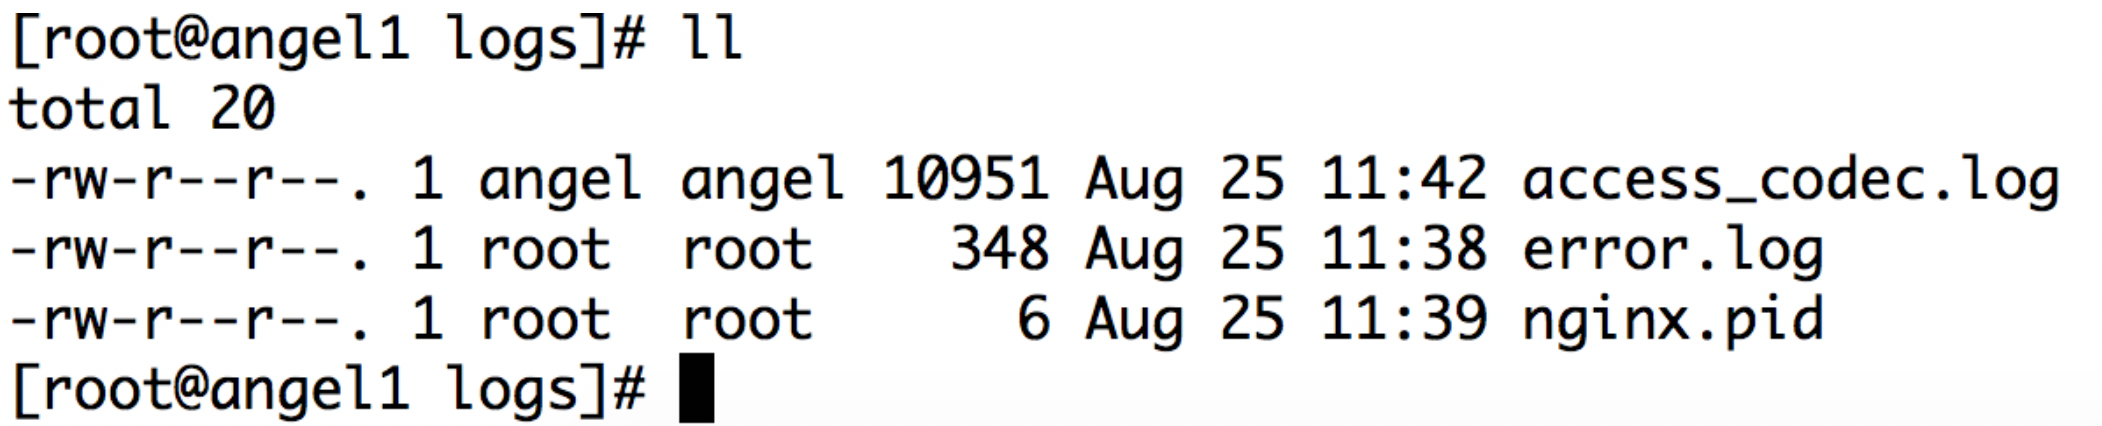 [root@angel1 logs]# ll
total 20
-rw-r--r--. 1 angel angel 10951 Aug 25 11:42 access_codec.log
-rw-r--r--. 1 root  root    348 Aug 25 11:38 error.log
-rw-r--r--. 1 root  root      6 Aug 25 11:39 nginx.pid
[root@angel1 logs]#